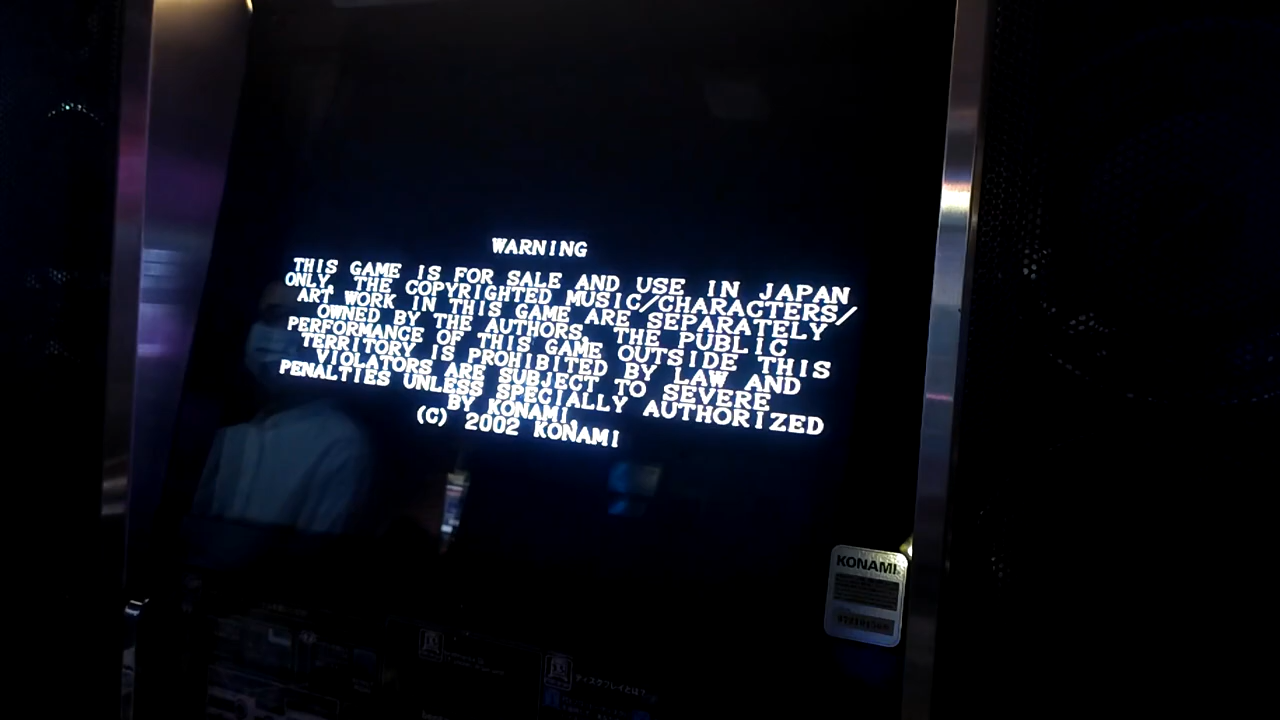 WARNING
THIS GAME IS FOR SALE AND USE IN JAPAN
ONLY. THE COPYRIGHTED MUSIC/CHARACTERS/
ART WORK IN THIS GAME ARE SEPARATELY
OWNED BY THE AUTHORS. THE PUBLIC
PERFORMANCE OF THIS GAME OUTSIDE THIS
TERRITORY IS PROHIBITED BY LAW AND
VIOLATORS ARE SUBJECT TO SEVERE
PENALTIES UNLESS SPECIALLY AUTHORIZED
BY KONAMI.
(C) 2002 KONAMI
KONAMI